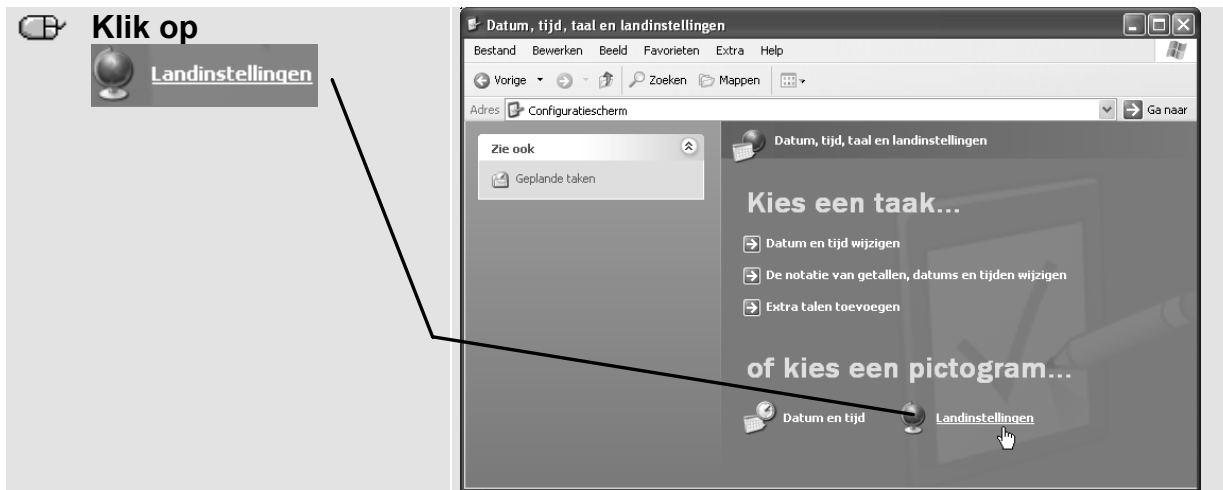 Klik op
Landinstellingen
Datum, tijd, taal en landinstellingen
Bestand Bewerken Beeld Favorieten Extra Help
Vorige Zoeken Mappen
Adres Configuratiescherm Ga naar
Zie ook
Geplande taken
Datum, tijd, taal en landinstellingen
Kies een taak...
Datum en tijd wijzigen
De notatie van getallen, datums en tijden wijzigen
Extra talen toevoegen
of kies een pictogram...
Datum en tijd Landinstellingen